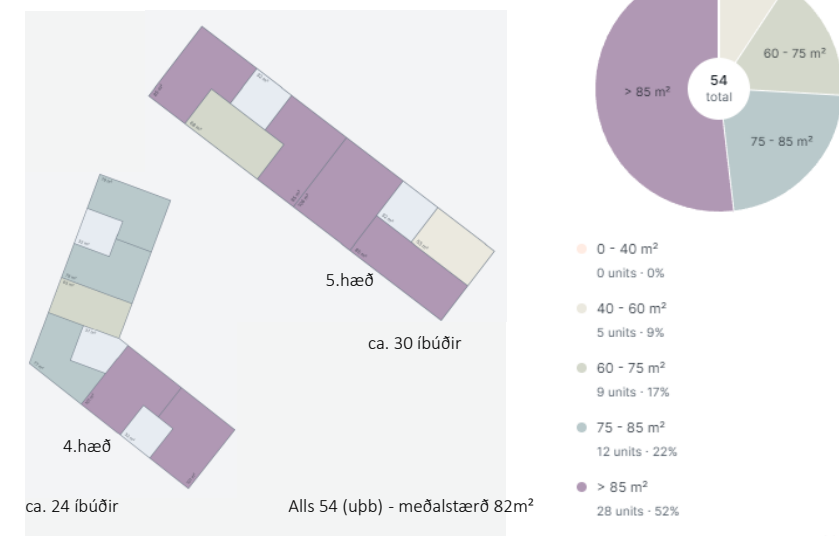 5.hæð
ca. 30 íbúðir
4.hæð
ca. 24 íbúðir
Alls 54 (uþb) - meðalstærð 82m²
60 - 75 m²
> 85 m²
54
total
75 - 85 m²
0 - 40 m²
0 units · 0%
40 - 60 m²
5 units · 9%
60 - 75 m²
9 units · 17%
75 - 85 m²
12 units · 22%
> 85 m²
28 units · 52%